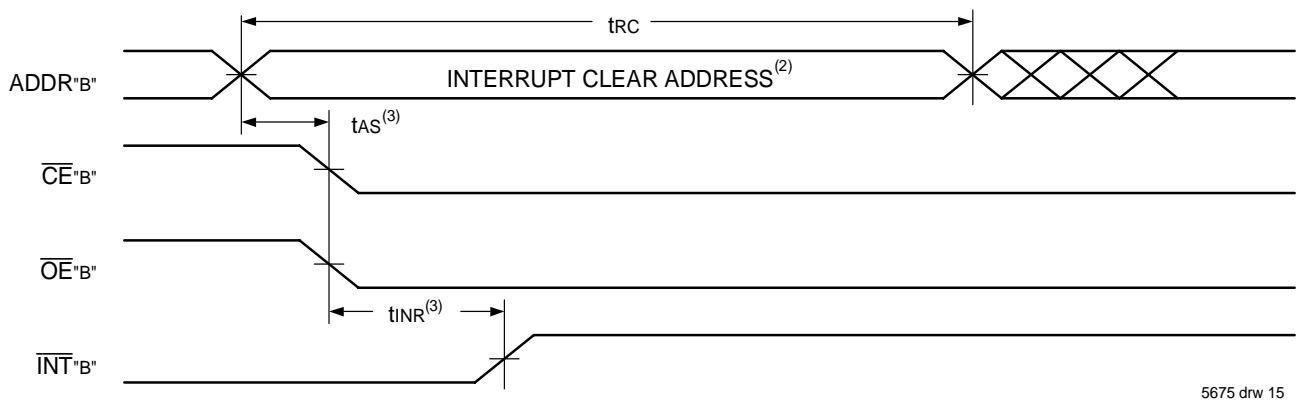 tRC
ADDR"B"
INTERRUPT CLEAR ADDRESS(2)
tAS(3)
CE"B"
OE"B"
tINR(3)
INT"B"
5675 drw 15